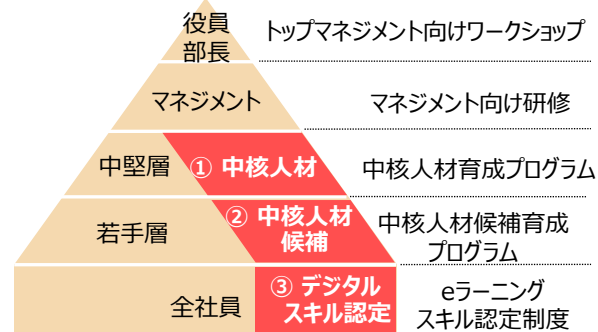 役員
部長
トップマネジメント向けワークショップ
マネジメント
マネジメント向け研修
中堅層
① 中核人材
中核人材育成プログラム
若手層
② 中核人材
候補
中核人材候補育成
プログラム
全社員
③ デジタル
スキル認定
eラーニング
スキル認定制度